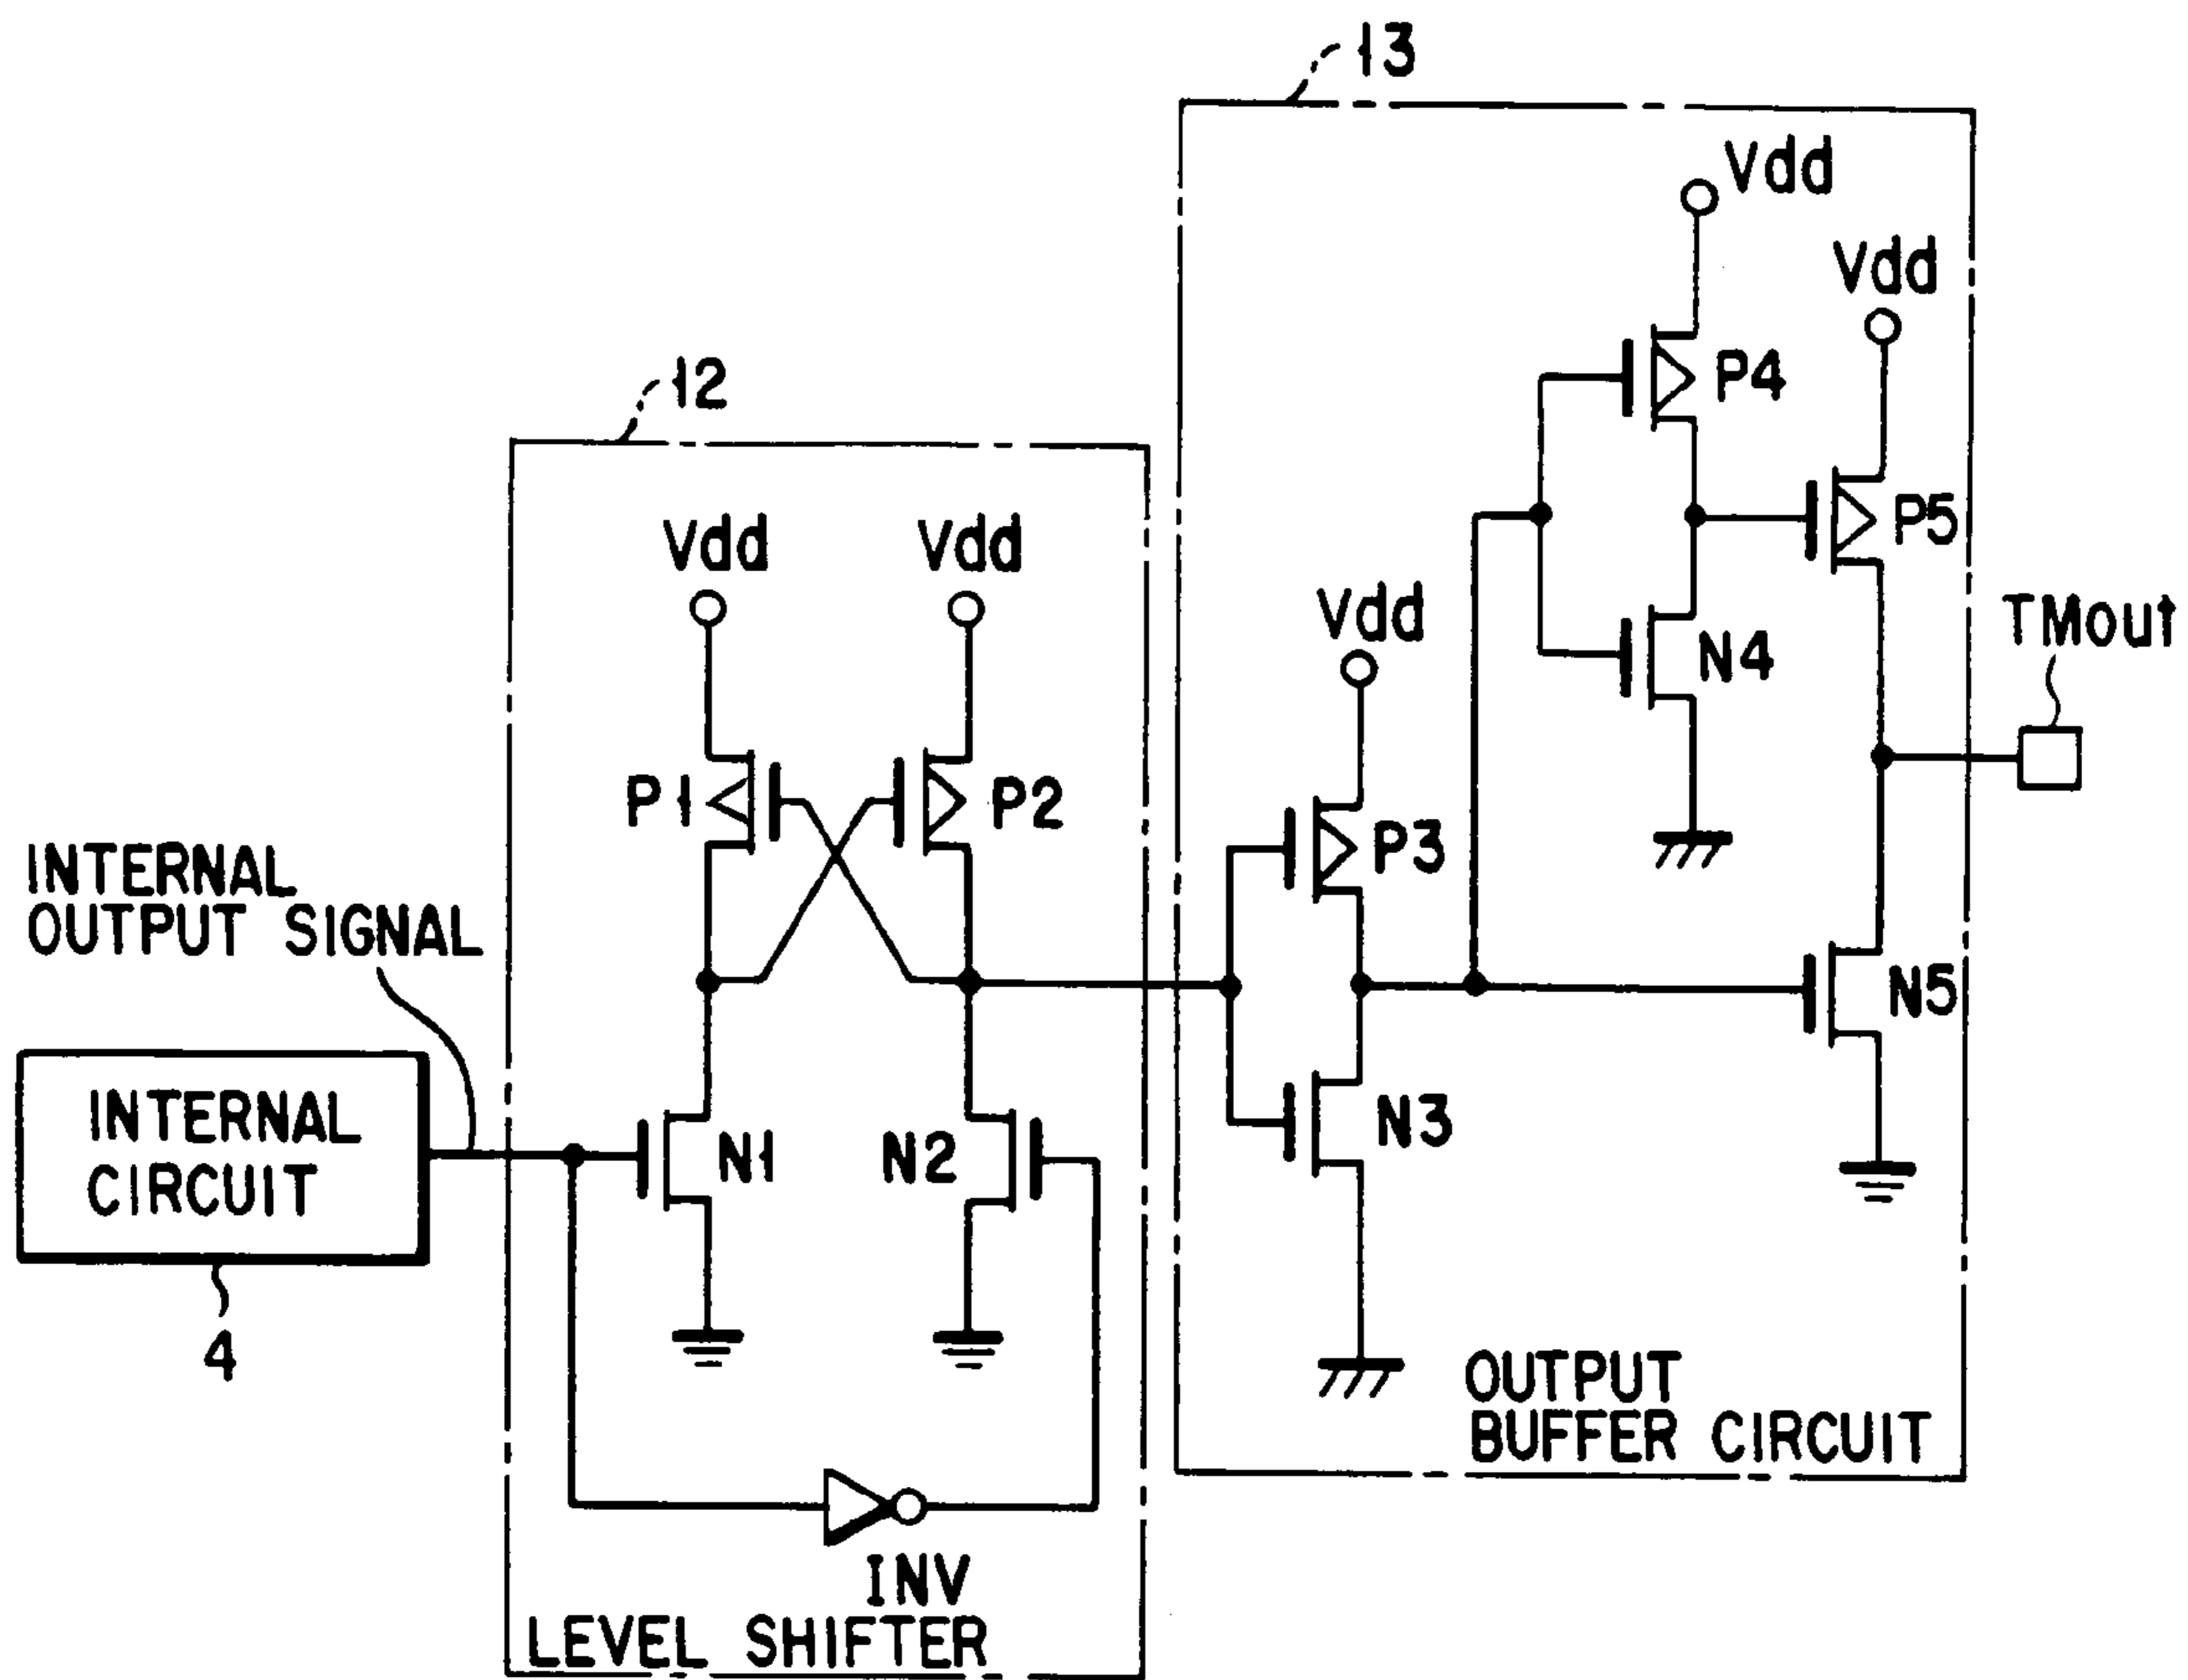 13
Vdd
Vdd
P4
12
P5
Vdd
Vdd
Vdd
TMout
N4
P1
P2
P3
INTERNAL
OUTPUT SIGNAL
N5
INTERNAL
CIRCUIT
N1
N2
N3
4
OUTPUT
BUFFER CIRCUIT
INV
LEVEL SHIFTER